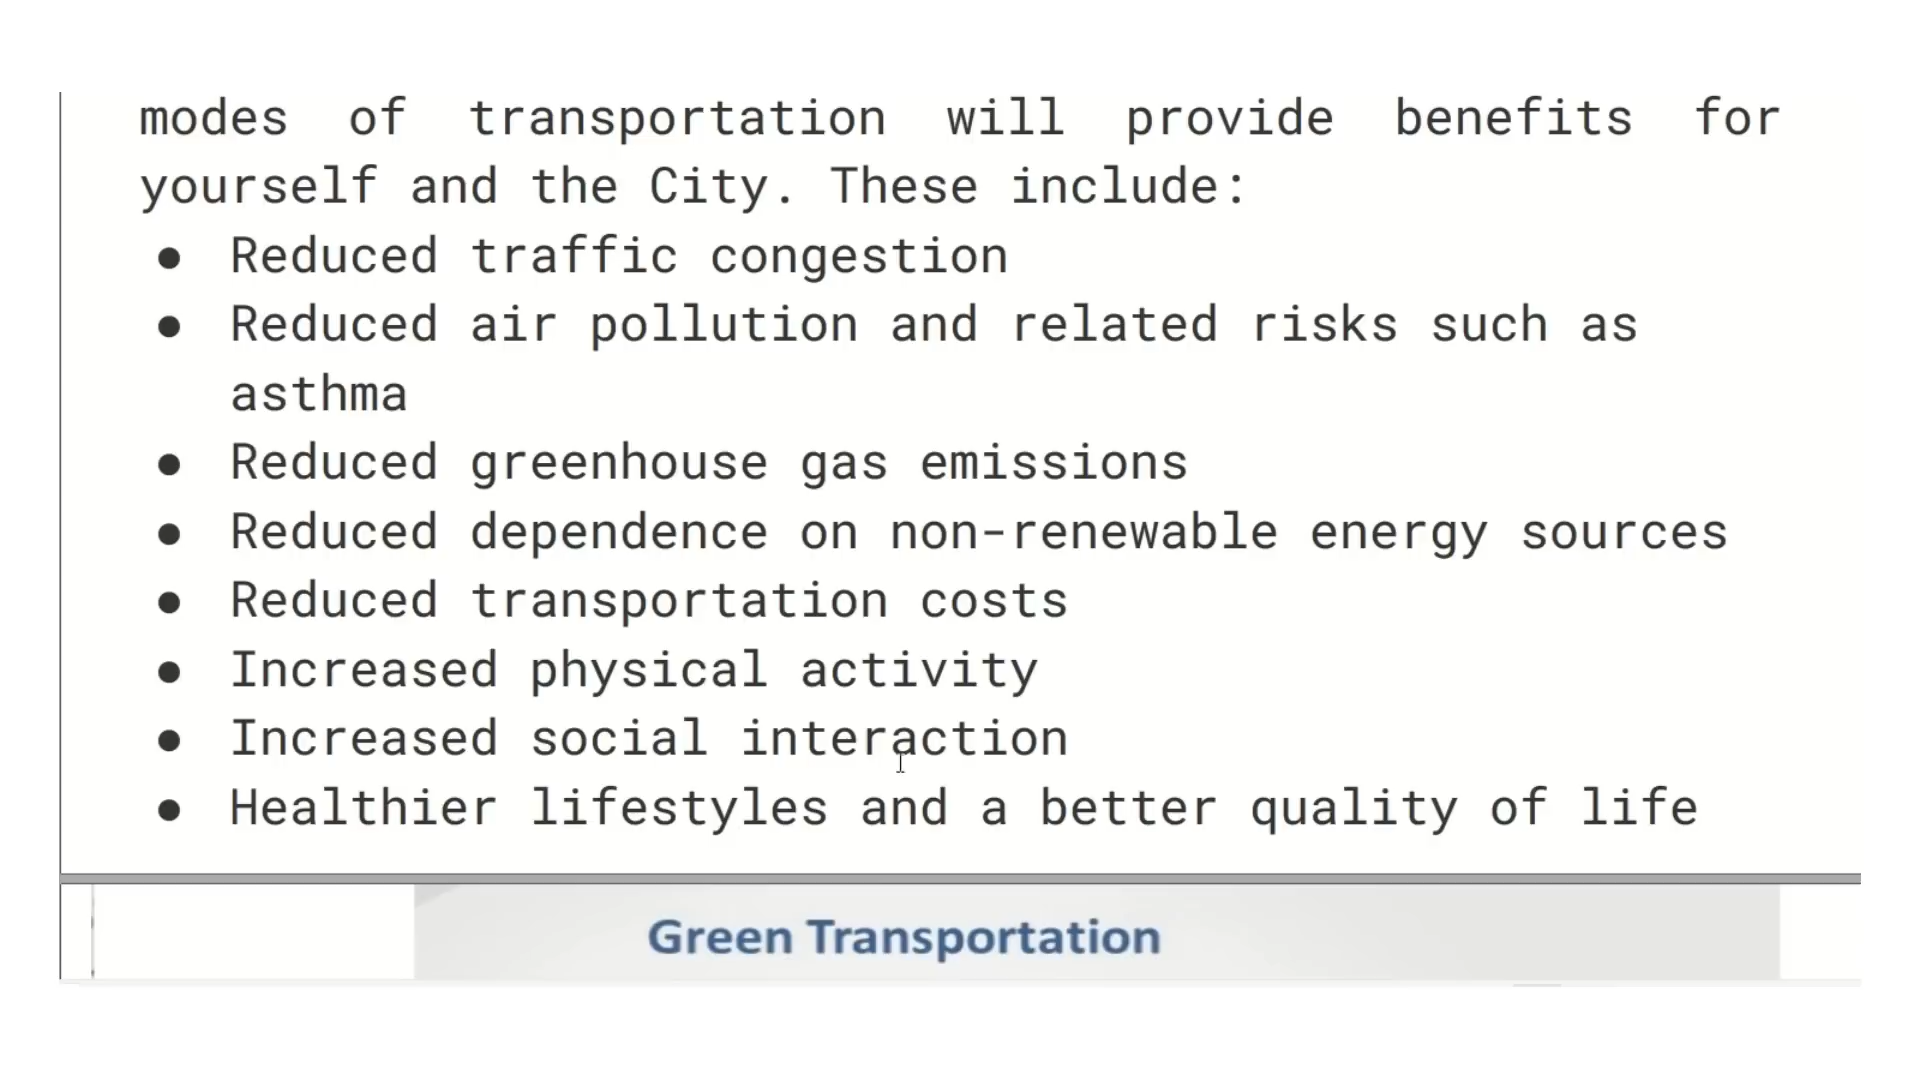 modes of transportation will provide benefits for
yourself and the City. These include:
● Reduced traffic congestion
● Reduced air pollution and related risks such as
asthma
● Reduced greenhouse gas emissions
● Reduced dependence on non-renewable energy sources
● Reduced transportation costs
● Increased physical activity
● Increased social interaction
● Healthier lifestyles and a better quality of life
Green Transportation